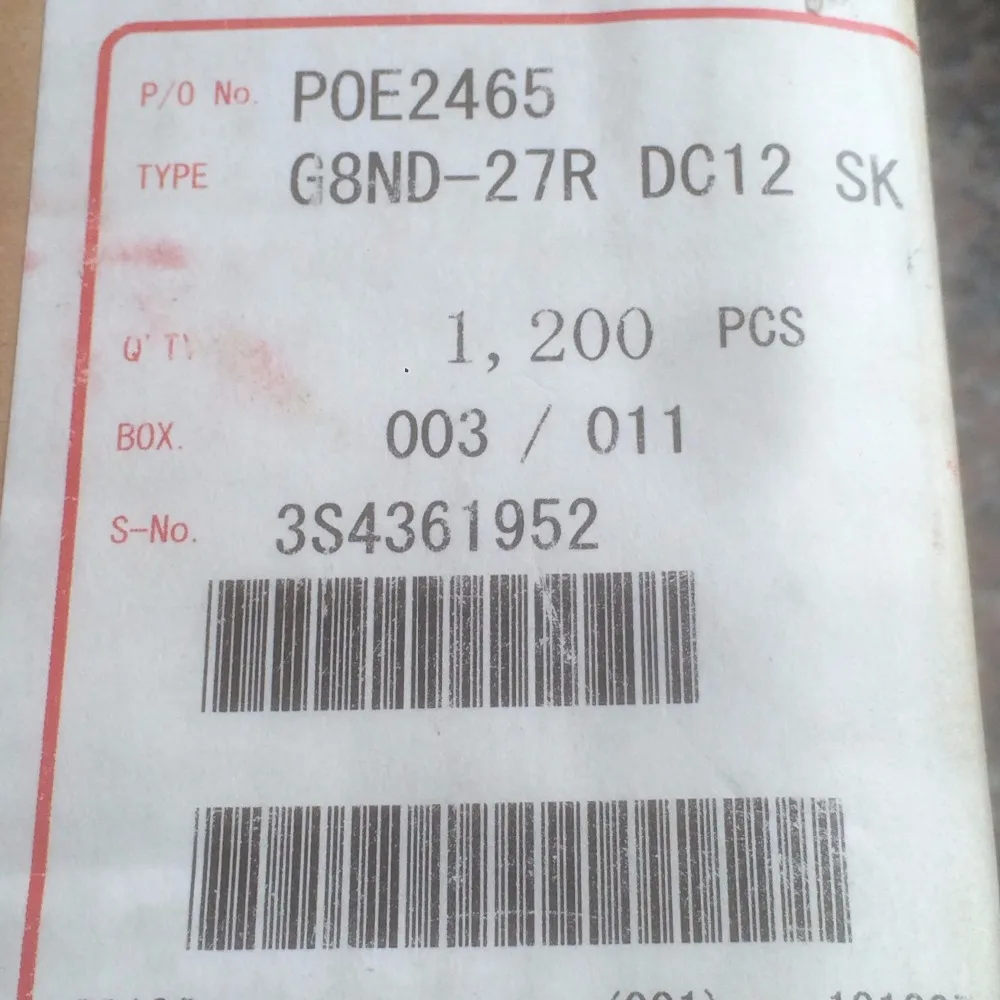 P/O No. POE2465
TYPE G8ND-27R DC12 SK
Q'TY 1,200 PCS
BOX. 003 / 011
S-No. 3S4361952